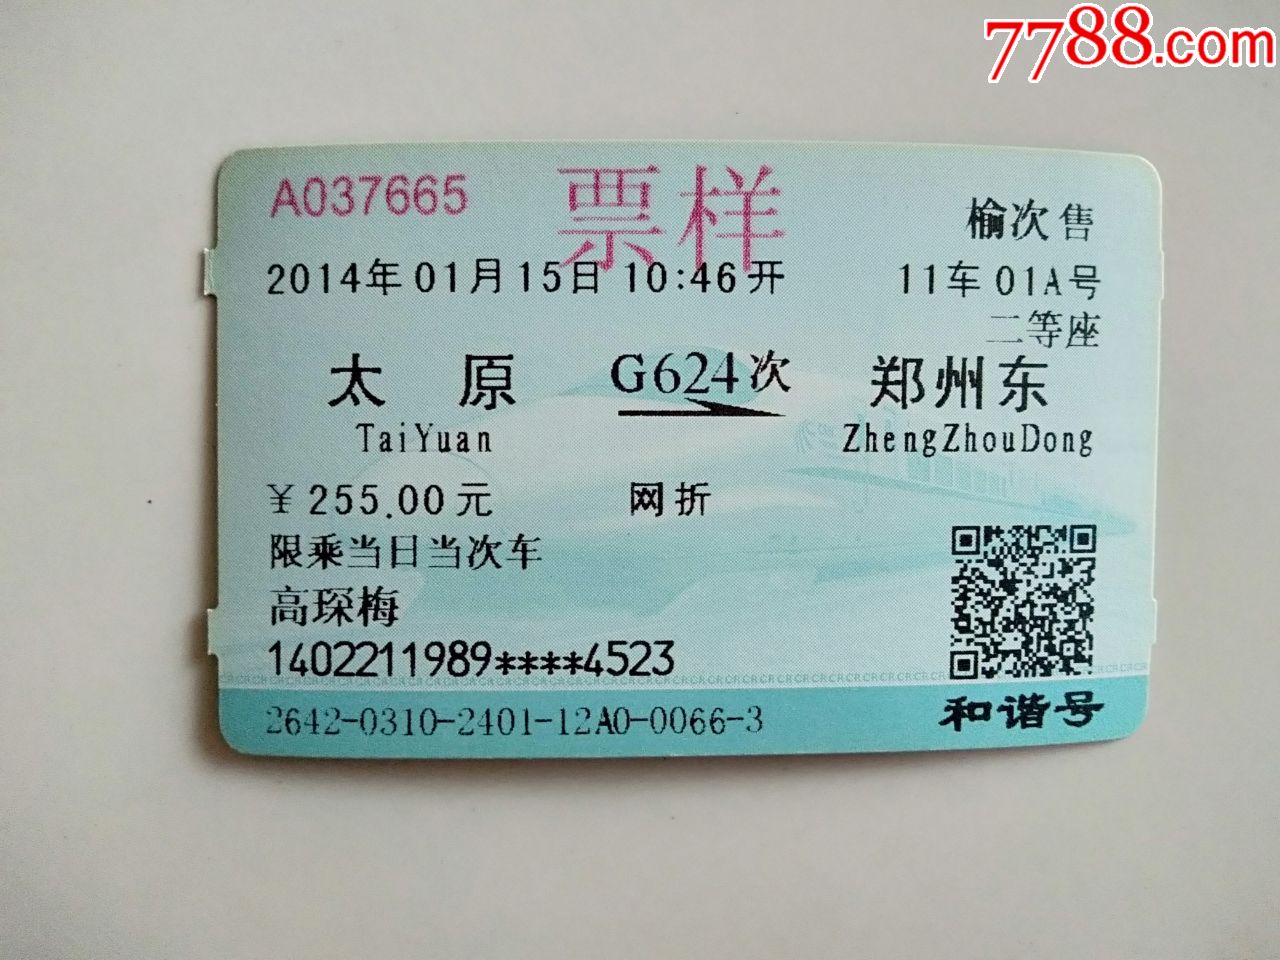 7788.com
A037665
票样
榆次 售
2014年01月15日 10:46开
11车 01A号
二等座
太 原
G624次
郑州东
TaiYuan
ZhengZhouDong
¥255.00元
网折
限乘当日当次车
高琛梅
1402211989****4523
2642-0310-2401-12A0-0066-3
和谐号